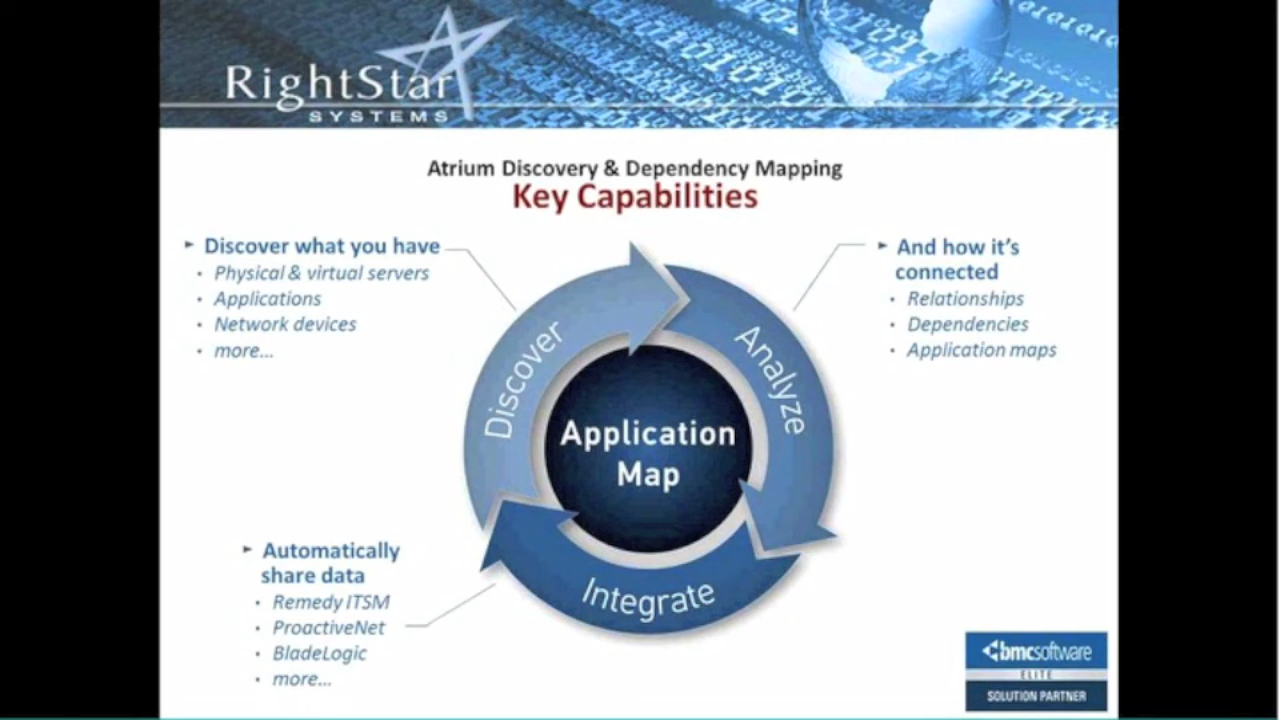 RightStar
SYSTEMS
Atrium Discovery & Dependency Mapping
Key Capabilities
► Discover what you have
• Physical & virtual servers
• Applications
• Network devices
• more...
► And how it's
connected
• Relationships
• Dependencies
• Application maps
Discover
Analyze
Integrate
Application
Map
► Automatically
share data
• Remedy ITSM
• ProactiveNet
• BladeLogic
• more...
bmcsoftware
ELITE
SOLUTION PARTNER